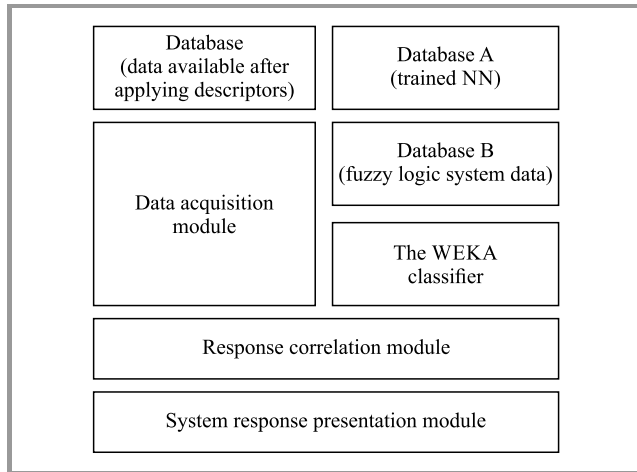 Database
(data available after
applying descriptors)
Database A
(trained NN)
Data acquisition
module
Database B
(fuzzy logic system data)
The WEKA
classifier
Response correlation module
System response presentation module